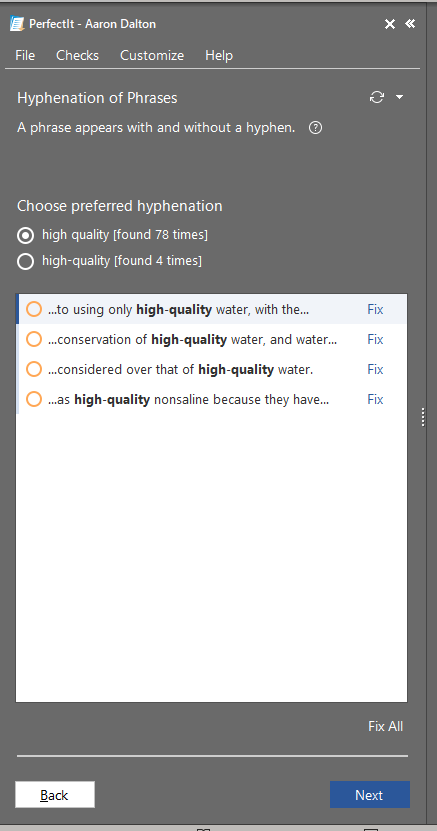 PerfectIt - Aaron Dalton
File Checks Customize Help
Hyphenation of Phrases
A phrase appears with and without a hyphen.
Choose preferred hyphenation
high quality [found 78 times]
high-quality [found 4 times]
...to using only high-quality water, with the... Fix
...conservation of high-quality water, and water... Fix
...considered over that of high-quality water. Fix
...as high-quality nonsaline because they have... Fix
Fix All
Back Next